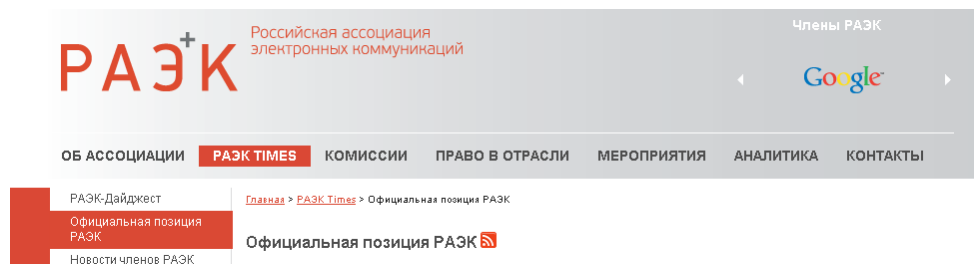 РАЭК
Российская ассоциация
электронных коммуникаций
Члены РАЭК
Google
ОБ АССОЦИАЦИИ РАЭК TIMES КОМИССИИ ПРАВО В ОТРАСЛИ МЕРОПРИЯТИЯ АНАЛИТИКА КОНТАКТЫ
РАЭК-Дайджест
Официальная позиция
РАЭК
Новости членов РАЭК
Главная > РАЭК Times > Официальная позиция РАЭК
Официальная позиция РАЭК